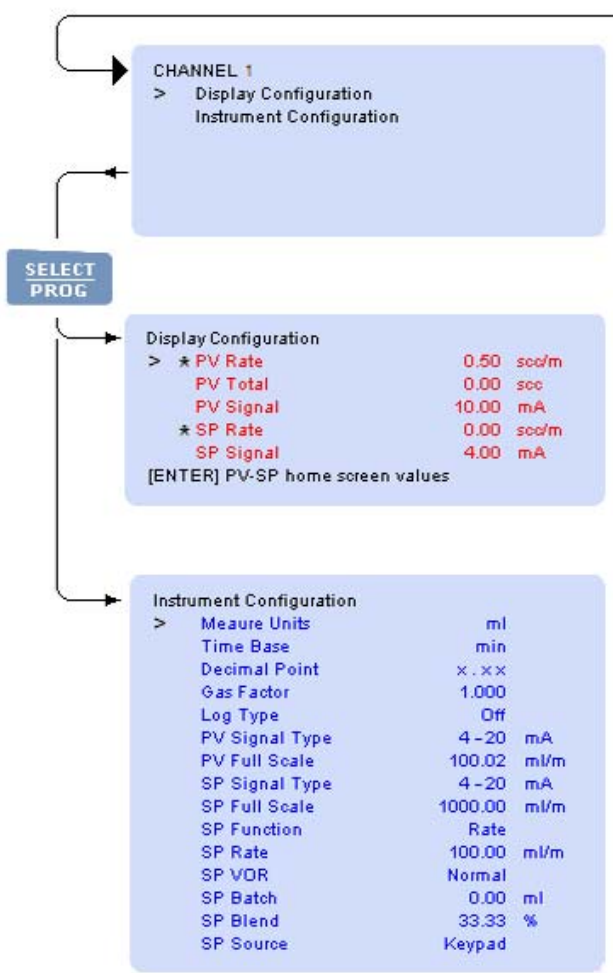 CHANNEL 1
> Display Configuration
Instrument Configuration
SELECT
PROG
Display Configuration
> * PV Rate 0.50 scc/m
PV Total 0.00 scc
PV Signal 10.00 mA
* SP Rate 0.00 scc/m
SP Signal 4.00 mA
[ENTER] PV-SP home screen values
Instrument Configuration
> Meaure Units ml
Time Base min
Decimal Point x.xx
Gas Factor 1.000
Log Type Off
PV Signal Type 4-20 mA
PV Full Scale 100.02 ml/m
SP Signal Type 4-20 mA
SP Full Scale 1000.00 ml/m
SP Function Rate
SP Rate 100.00 ml/m
SP VOR Normal
SP Batch 0.00 ml
SP Blend 33.33 %
SP Source Keypad